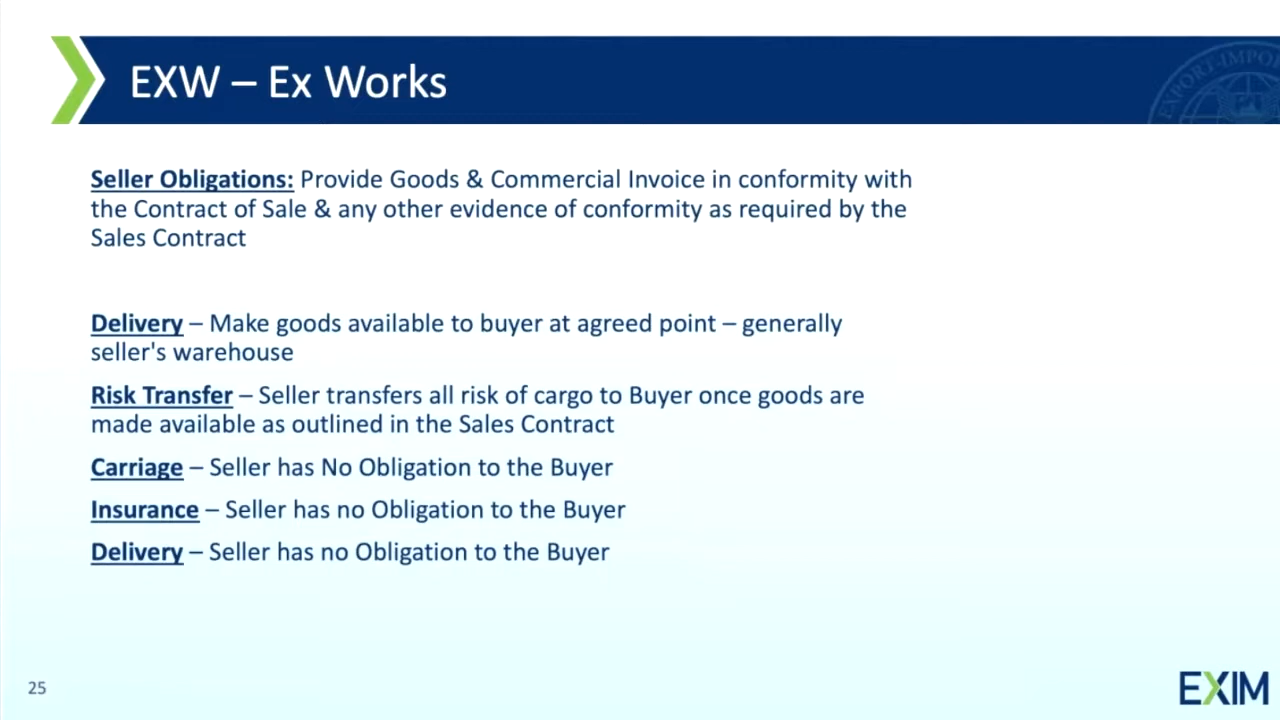 EXW – Ex Works
EXPORT-IMPO
Seller Obligations: Provide Goods & Commercial Invoice in conformity with
the Contract of Sale & any other evidence of conformity as required by the
Sales Contract
Delivery – Make goods available to buyer at agreed point – generally
seller's warehouse
Risk Transfer – Seller transfers all risk of cargo to Buyer once goods are
made available as outlined in the Sales Contract
Carriage – Seller has No Obligation to the Buyer
Insurance – Seller has no Obligation to the Buyer
Delivery – Seller has no Obligation to the Buyer
25
EXIM